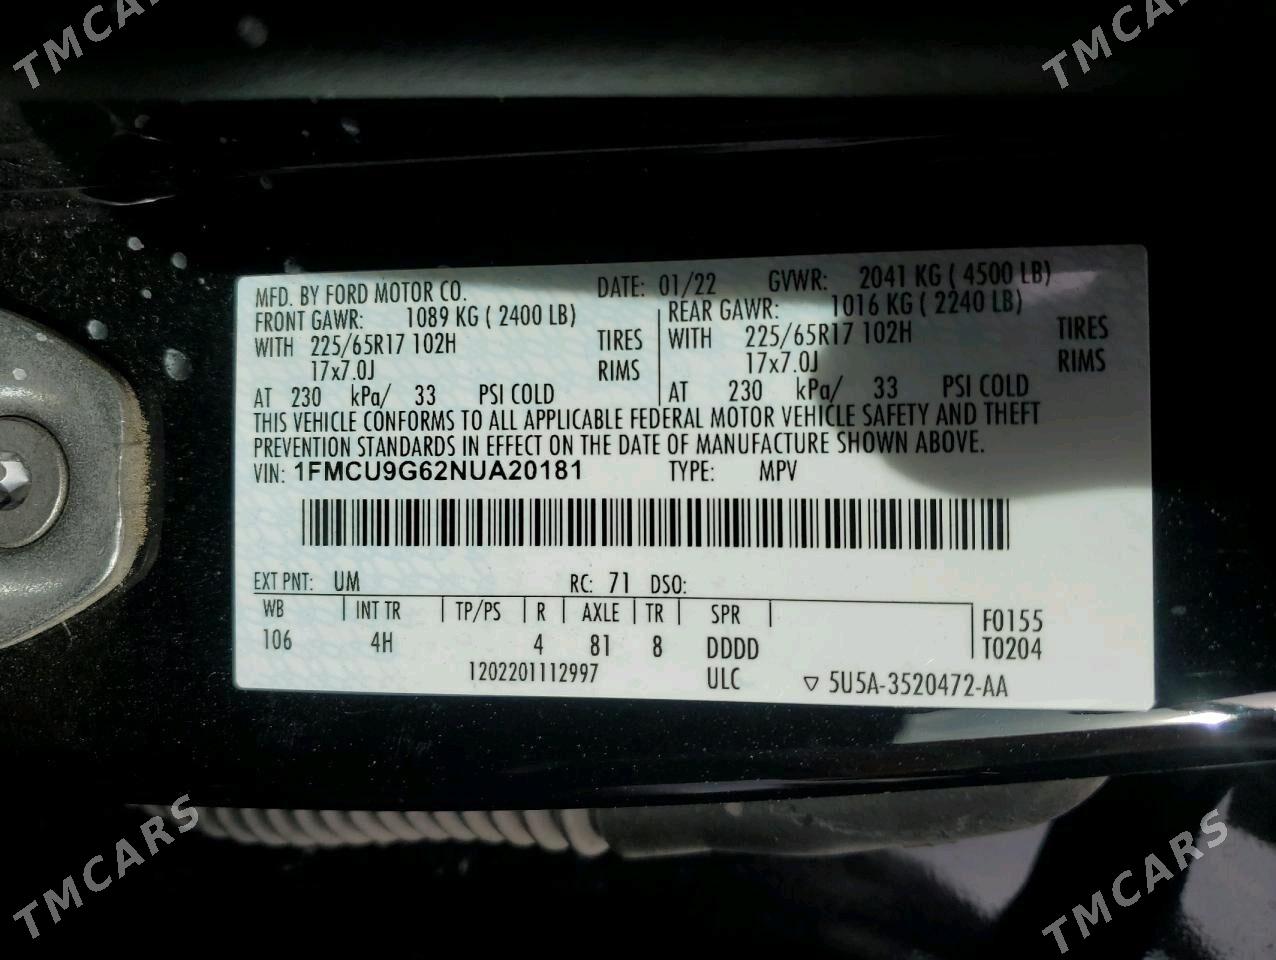 TMCARS
TMCARS
MFD. BY FORD MOTOR CO. DATE: 01/22 GVWR: 2041 KG ( 4500 LB)
FRONT GAWR: 1089 KG ( 2400 LB) REAR GAWR: 1016 KG ( 2240 LB)
WITH 225/65R17 102H TIRES WITH 225/65R17 102H TIRES
17x7.0J RIMS 17x7.0J RIMS
AT 230 kPa/ 33 PSI COLD AT 230 kPa/ 33 PSI COLD
THIS VEHICLE CONFORMS TO ALL APPLICABLE FEDERAL MOTOR VEHICLE SAFETY AND THEFT
PREVENTION STANDARDS IN EFFECT ON THE DATE OF MANUFACTURE SHOWN ABOVE.
VIN: 1FMCU9G62NUA20181 TYPE: MPV
EXT PNT: UM RC: 71 DSO:
WB INT TR TP/PS R AXLE TR SPR F0155
106 4H 4 81 8 DDDD T0204
1202201112997 ULC ▽ 5U5A-3520472-AA
TMCARS
TMCARS